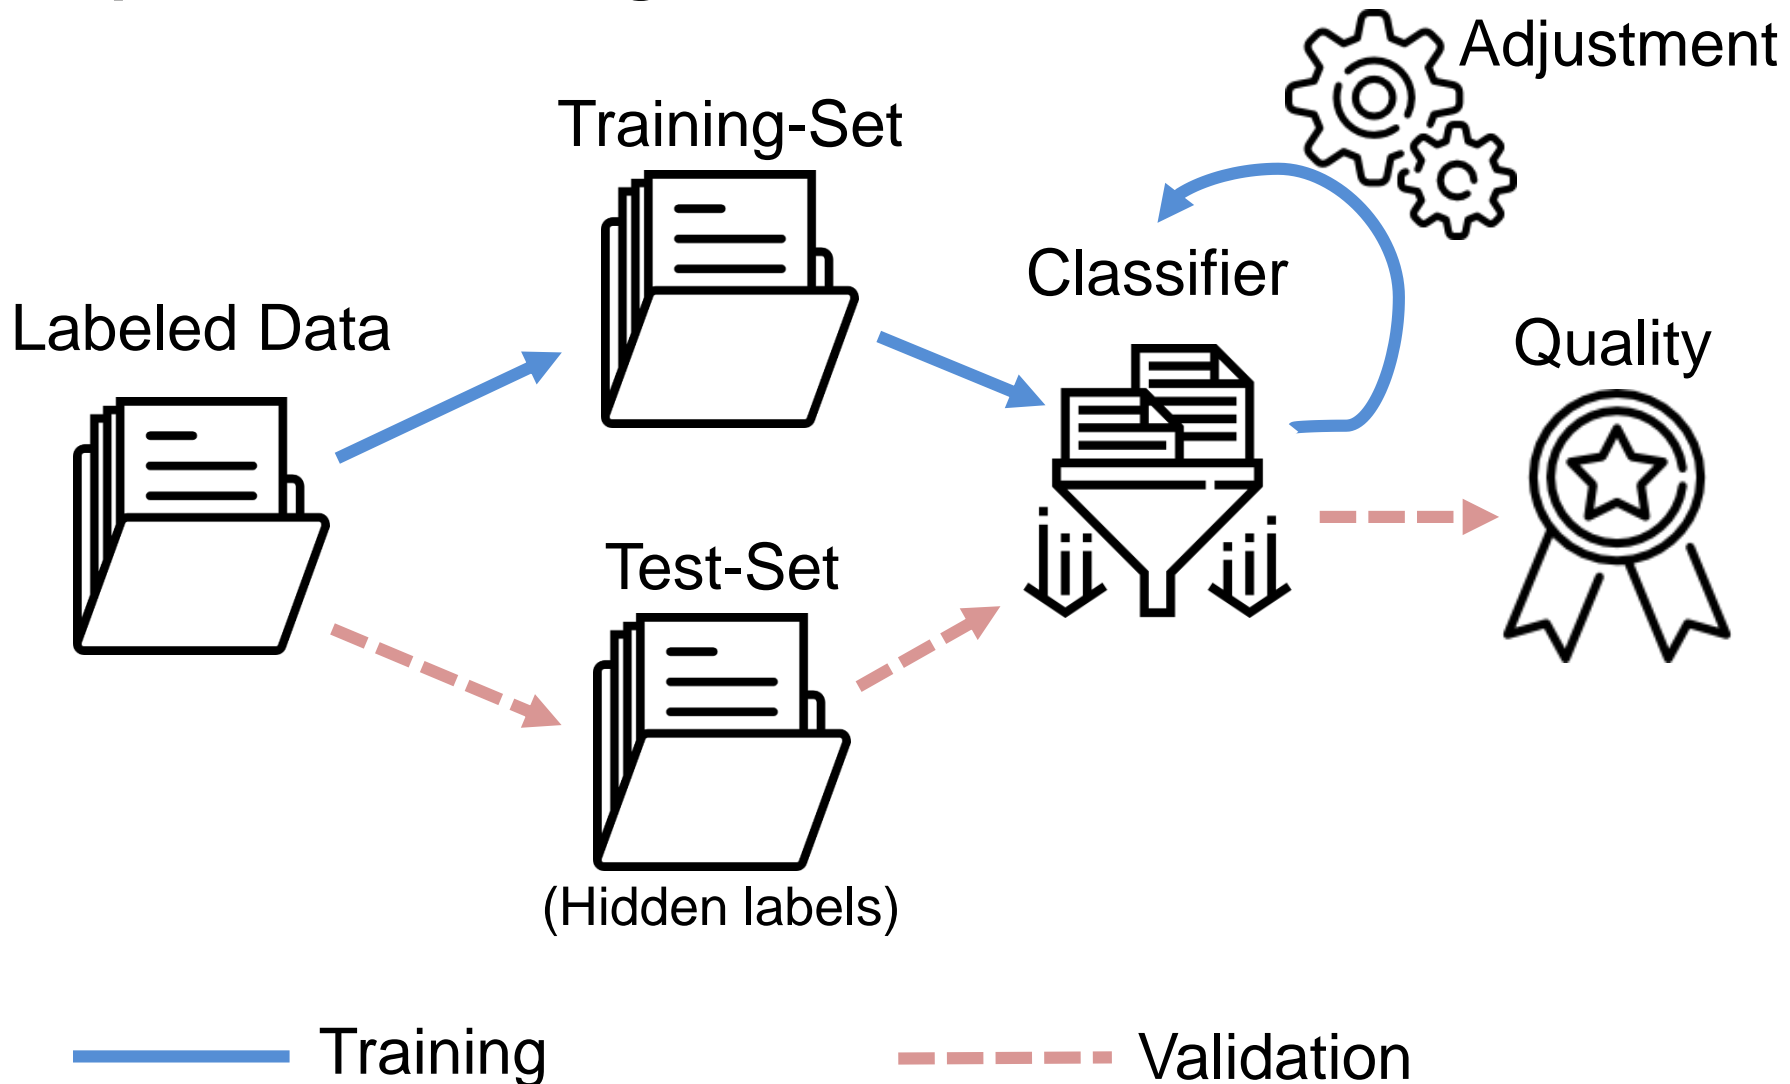 Adjustment
Training-Set
Classifier
Labeled Data
Quality
Test-Set
(Hidden labels)
Training
Validation